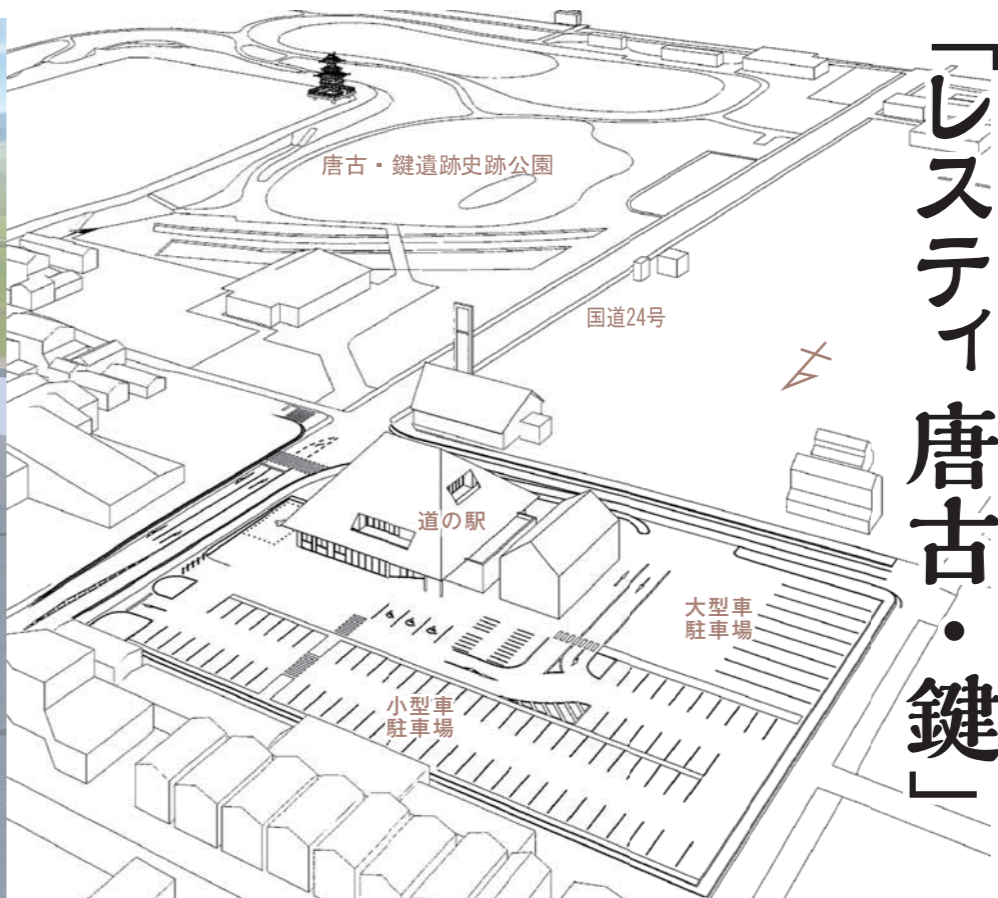 「レスティ 唐古・鍵」
唐古・鍵遺跡史跡公園
国道24号
道の駅
大型車
駐車場
小型車
駐車場